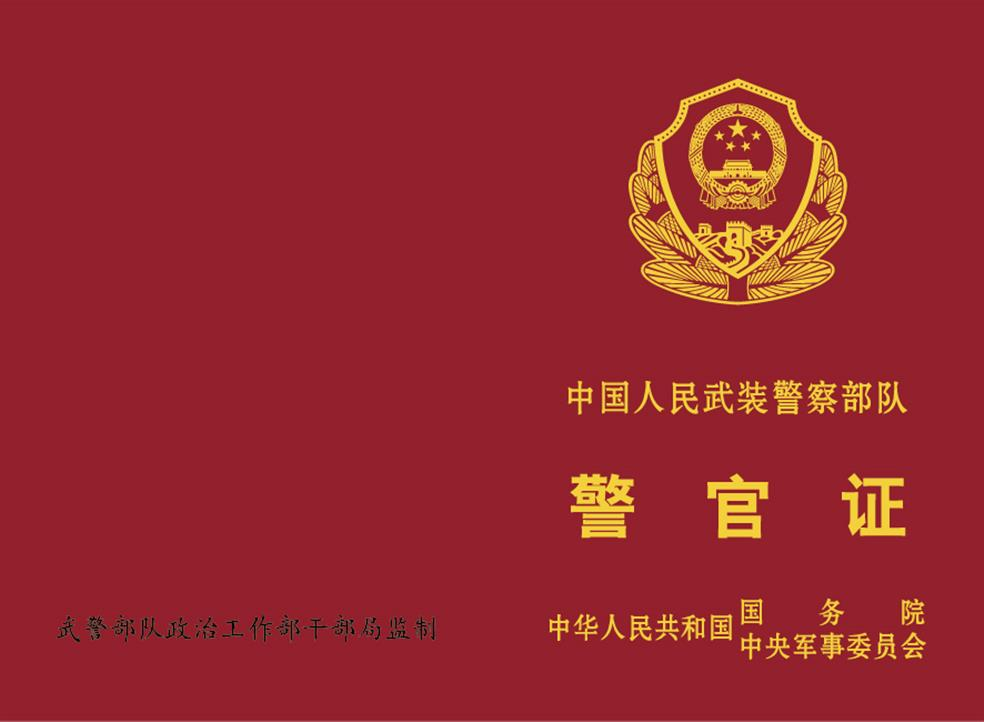 中国人民武装警察部队
警官证
中华人民共和国国务院
中央军事委员会
武警部队政治工作部干部局监制